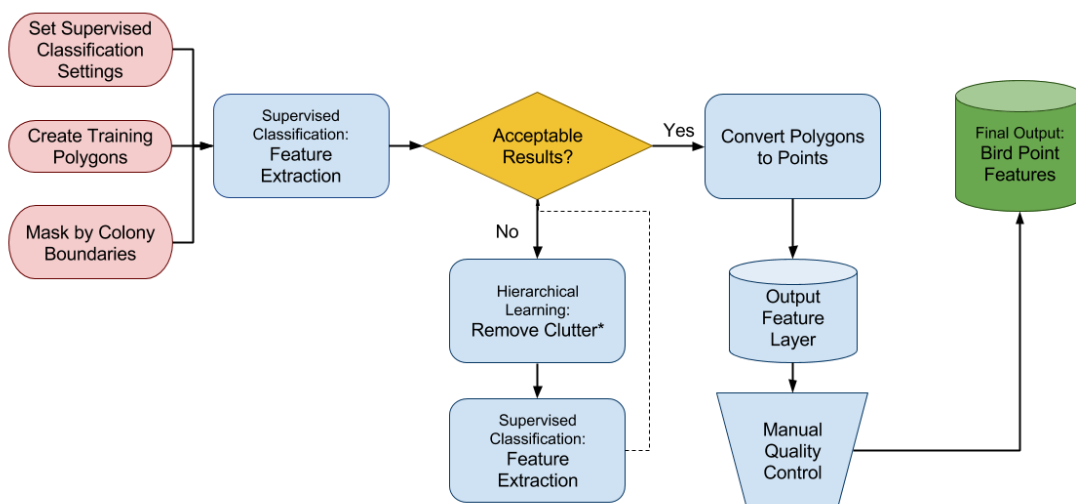 Set Supervised
Classification
Settings
Create Training
Polygons
Mask by Colony
Boundaries
Supervised
Classification:
Feature
Extraction
Acceptable
Results?
Yes
No
Hierarchical
Learning:
Remove Clutter*
Supervised
Classification:
Feature
Extraction
Convert Polygons
to Points
Output
Feature
Layer
Manual
Quality
Control
Final Output:
Bird Point
Features